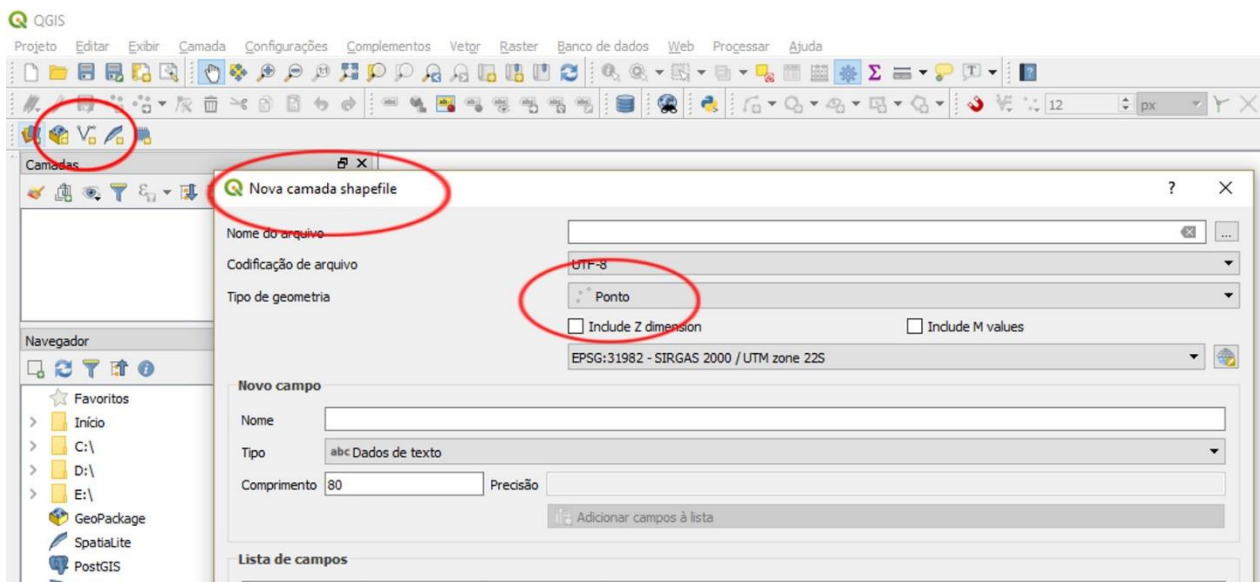 QGIS
Projeto Editar Exibir Camada Configurações Complementos Vetor Raster Banco de dados Web Processar Ajuda
12 px
Camadas
Nova camada shapefile ?
Nome do arquivo ...
Codificação de arquivo UTF-8
Tipo de geometria Ponto
Include Z dimension Include M values
EPSG:31982 - SIRGAS 2000 / UTM zone 22S
Navegador
Novo campo
Favoritos
Nome
Início
Tipo abc Dados de texto
C:\
D:\
Comprimento 80 Precisão
E:\
GeoPackage
Adicionar campos à lista
SpatiaLite
Lista de campos
PostGIS